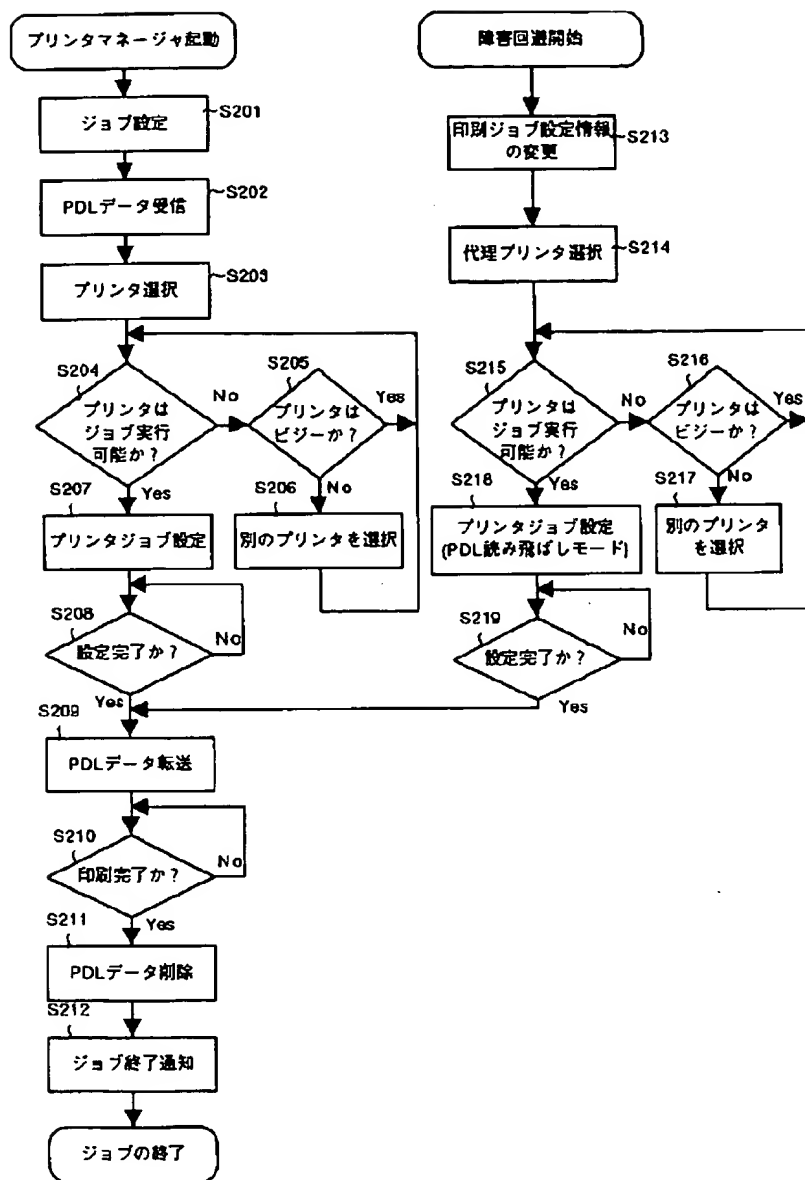 プリンタマネージャ起動
ジョブ設定
S201
PDLデータ受信
S202
プリンタ選択
S203
S204
プリンタは
ジョブ実行
可能か?
No
Yes
S205
プリンタは
ビジーか?
Yes
No
S206
別のプリンタを選択
S207
プリンタジョブ設定
S208
設定完了か?
No
Yes
S209
PDLデータ転送
S210
印刷完了か?
No
Yes
S211
PDLデータ削除
S212
ジョブ終了通知
ジョブの終了
障害回避開始
印刷ジョブ設定情報
の変更
S213
代理プリンタ選択
S214
S215
プリンタは
ジョブ実行
可能か?
No
Yes
S216
プリンタは
ビジーか?
Yes
No
S217
別のプリンタ
を選択
S218
プリンタジョブ設定
(PDL読み飛ばしモード)
S219
設定完了か?
No
Yes